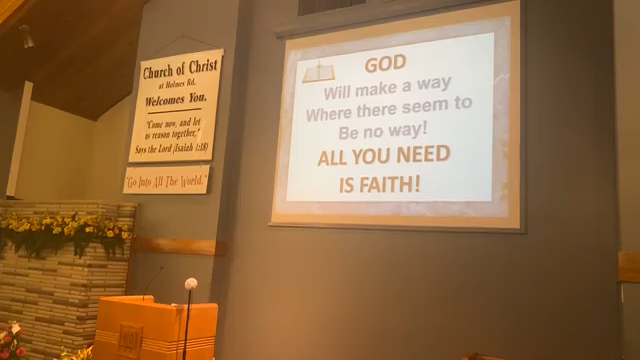 Church of Christ
at Holmes Rd.
Welcomes You.
"Come now, and let
us reason together,"
Says the Lord (Isaiah 1:18)
"Go Into All The World."
GOD
Will make a way
Where there seem to
Be no way!
ALL YOU NEED
IS FAITH!